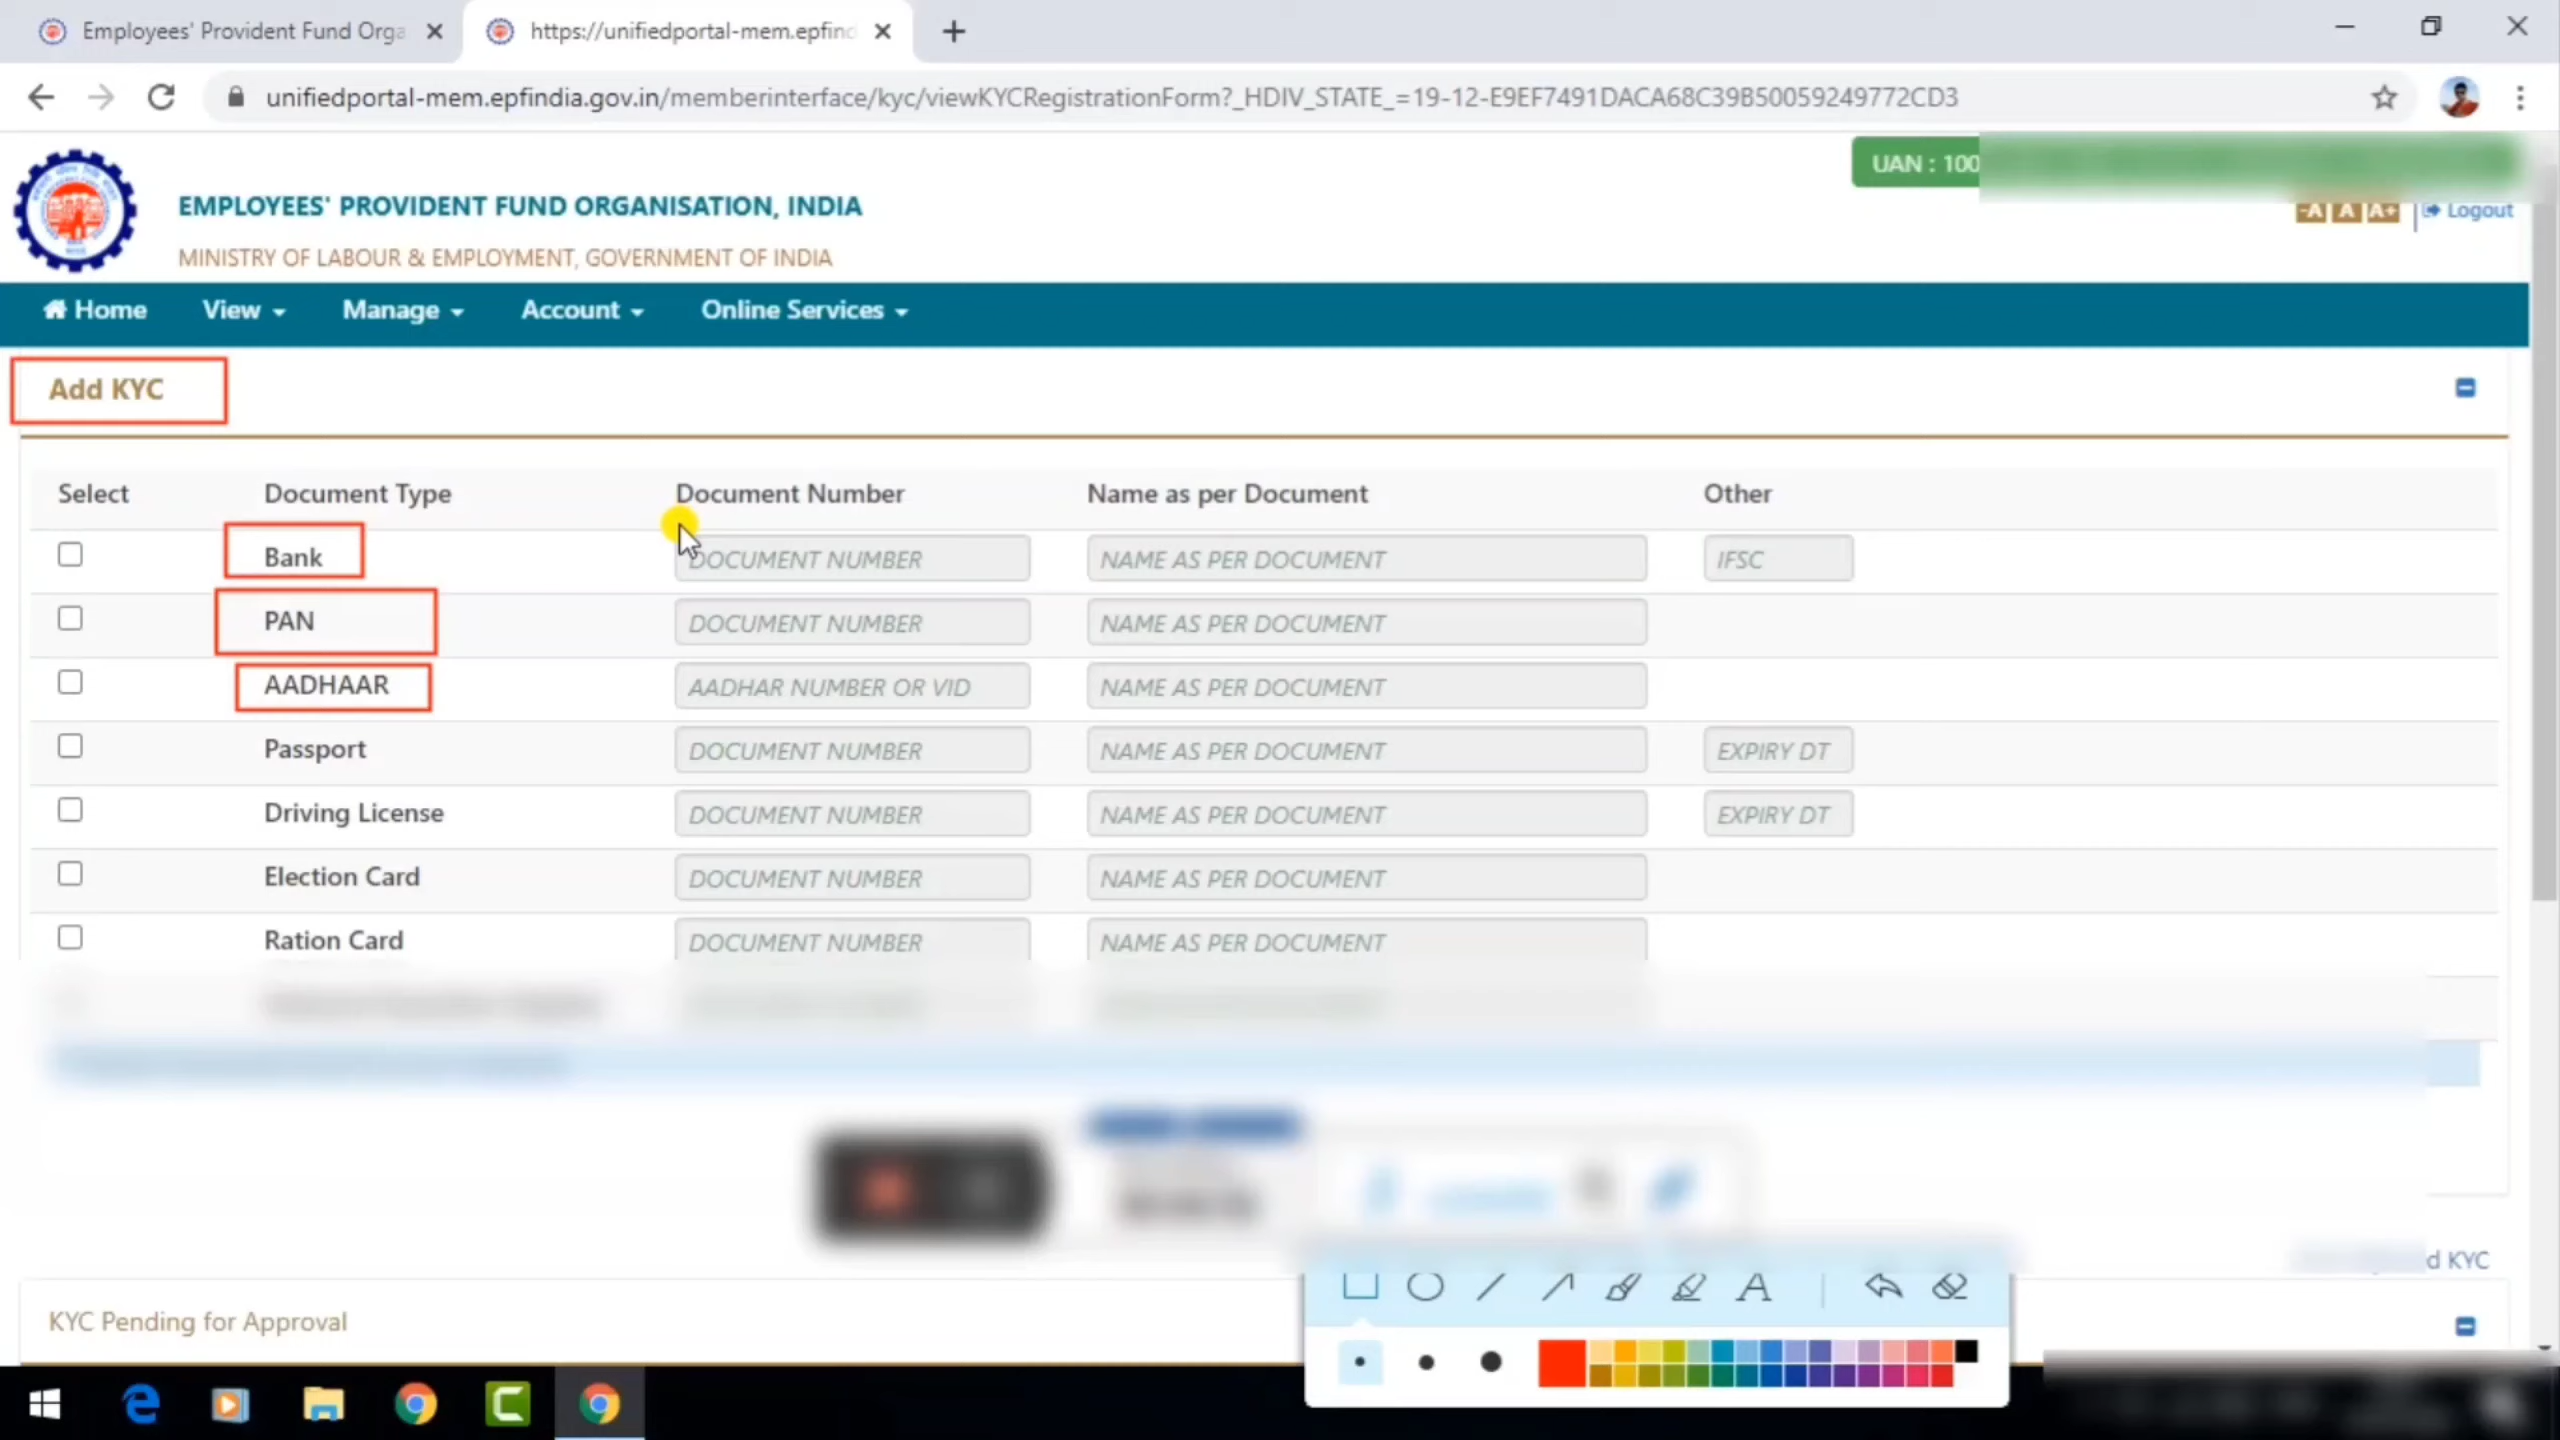 Employees' Provident Fund Orga
https://unifiedportal-mem.epfind
unifiedportal-mem.epfindia.gov.in/memberinterface/kyc/viewKYCRegistrationForm?_HDIV_STATE_=19-12-E9EF7491DACA68C39B50059249772CD3
UAN : 100
EMPLOYEES' PROVIDENT FUND ORGANISATION, INDIA
-A A A+ Logout
MINISTRY OF LABOUR & EMPLOYMENT, GOVERNMENT OF INDIA
Home View Manage Account Online Services
Add KYC
Select Document Type Document Number Name as per Document Other
Bank DOCUMENT NUMBER NAME AS PER DOCUMENT IFSC
PAN DOCUMENT NUMBER NAME AS PER DOCUMENT
AADHAAR AADHAR NUMBER OR VID NAME AS PER DOCUMENT
Passport DOCUMENT NUMBER NAME AS PER DOCUMENT EXPIRY DT
Driving License DOCUMENT NUMBER NAME AS PER DOCUMENT EXPIRY DT
Election Card DOCUMENT NUMBER NAME AS PER DOCUMENT
Ration Card DOCUMENT NUMBER NAME AS PER DOCUMENT
d KYC
A
KYC Pending for Approval